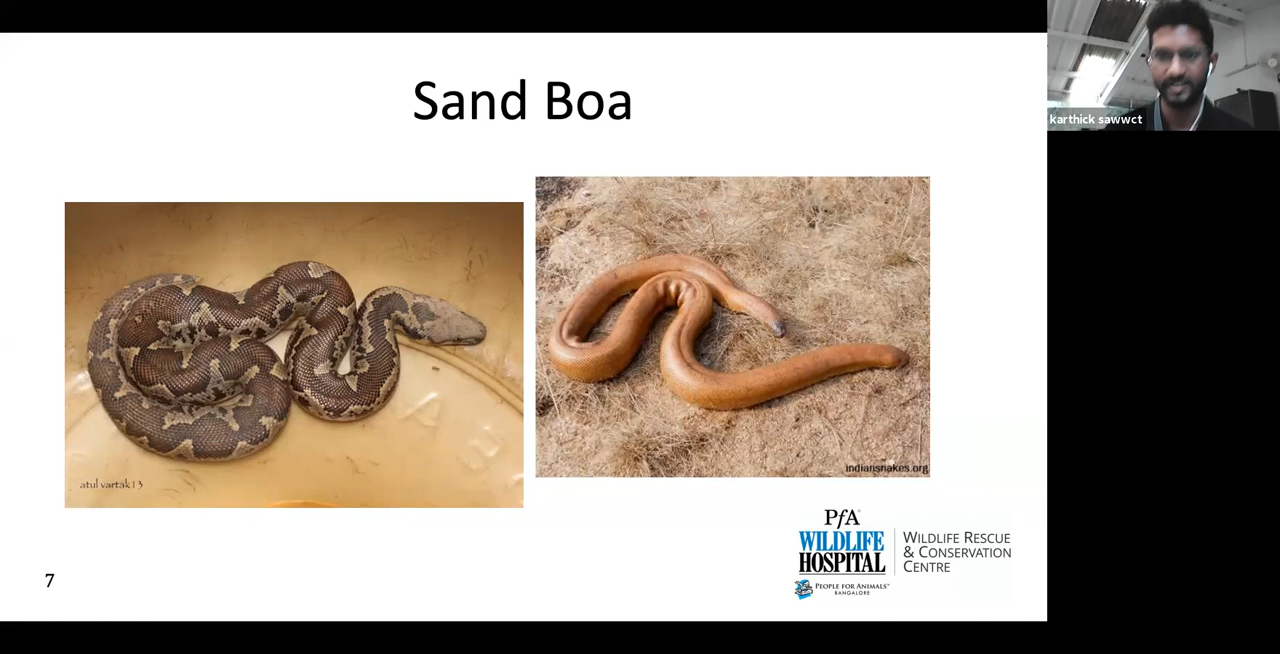 Sand Boa
karthick sawwct
atul vartak13
indiansnakes.org
PfA
WILDLIFE
HOSPITAL
PEOPLE FOR ANIMALS™
BANGALORE
WILDLIFE RESCUE
& CONSERVATION
CENTRE
7